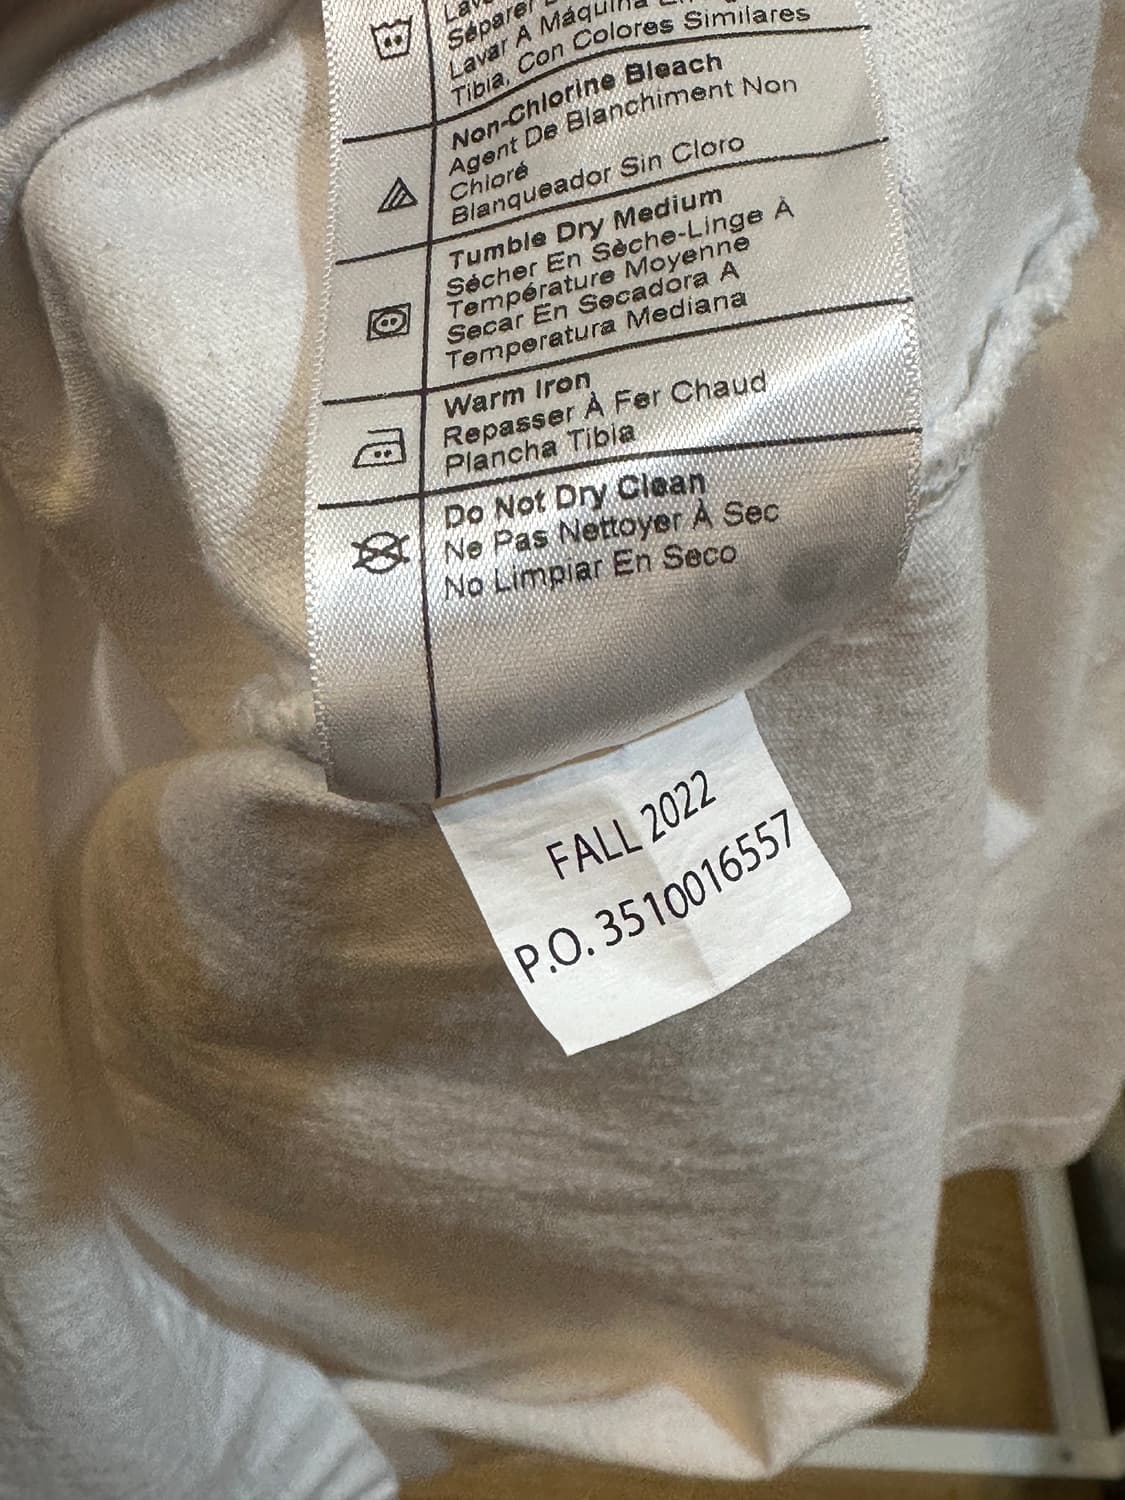 Séparer
Lavar A Máquina
Tibia, Con Colores Similares
Non-Chlorine Bleach
Agent De Blanchiment Non
Chloré
Blanqueador Sin Cloro
Tumble Dry Medium
Sécher En Sèche-Linge À
Température Moyenne
Secar En Secadora A
Temperatura Mediana
Warm Iron
Repasser À Fer Chaud
Plancha Tibia
Do Not Dry Clean
Ne Pas Nettoyer À Sec
No Limpiar En Seco
FALL 2022
P.O. 3510016557